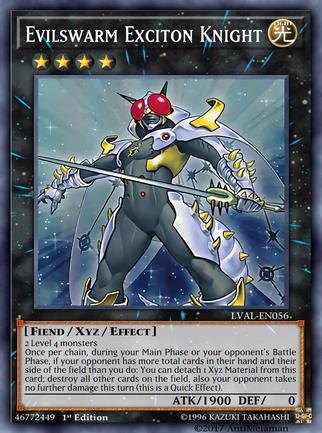 Evilswarm Exciton Knight
LIGHT
光
LVAL-EN056
[Fiend / Xyz / Effect]
2 Level 4 monsters
Once per chain, during your Main Phase or your opponent's Battle
Phase, if your opponent has more total cards in their hand and their
side of the field than you do: You can detach 1 Xyz Material from this
card; destroy all other cards on the field, also your opponent takes
no further damage this turn (this is a Quick Effect).
ATK/1900 DEF/ 0
46772449 1st Edition ©1996 KAZUKI TAKAHASHI
©2017 AntiMetaman